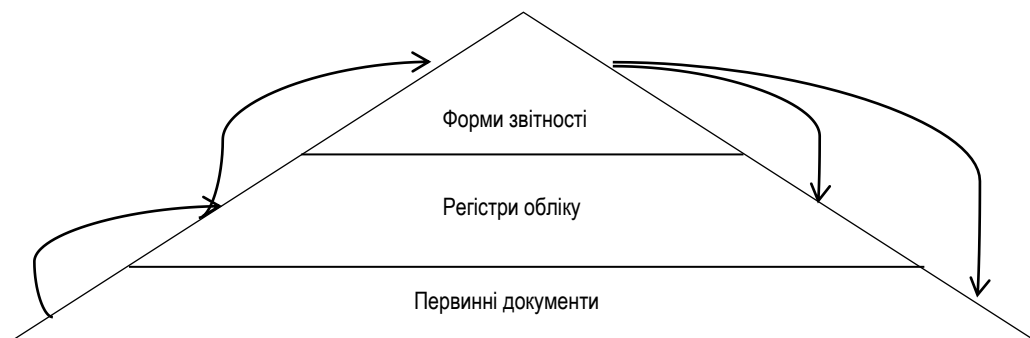 Форми звітності
Регістри обліку
Первинні документи